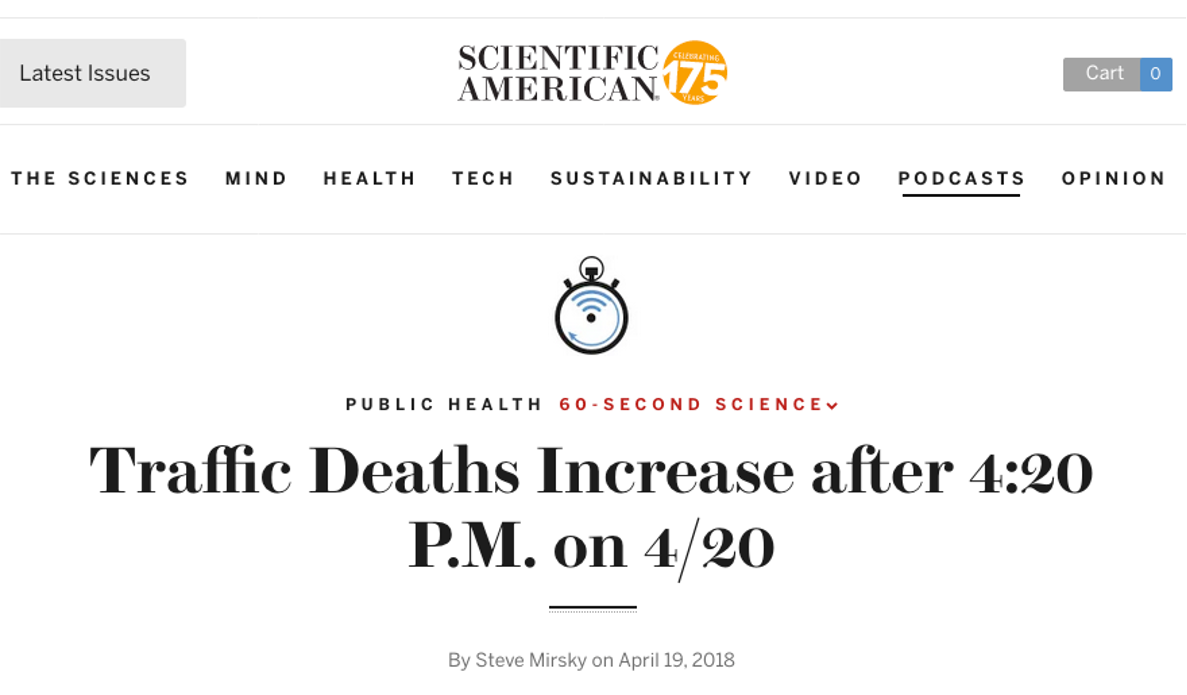 Latest Issues
SCIENTIFIC
AMERICAN®
CELEBRATING
175
YEARS
Cart 0
THE SCIENCES MIND HEALTH TECH SUSTAINABILITY VIDEO PODCASTS OPINION
PUBLIC HEALTH 60-SECOND SCIENCE
Traffic Deaths Increase after 4:20
P.M. on 4/20
By Steve Mirsky on April 19, 2018